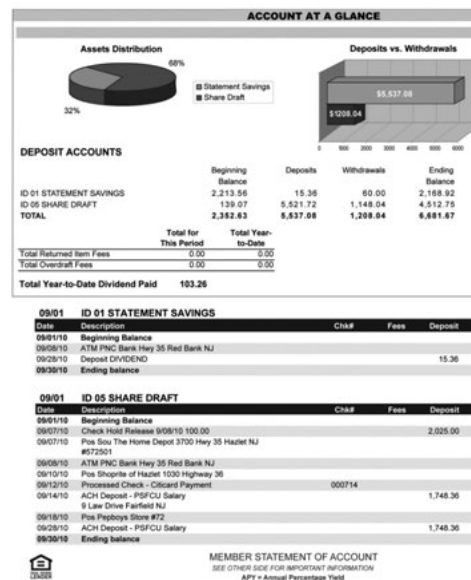 ACCOUNT AT A GLANCE
Assets Distribution
68%
32%
Statement Savings
Share Draft
Deposits vs. Withdrawals
$5,537.08
$1208.04
0 1000 2000 3000 4000 5000 6000
DEPOSIT ACCOUNTS
Beginning Balance Deposits Withdrawals Ending Balance
ID 01 STATEMENT SAVINGS 2,213.56 15.36 60.00 2,168.92
ID 05 SHARE DRAFT 139.07 5,521.72 1,148.04 4,512.75
TOTAL 2,352.63 5,537.08 1,208.04 6,681.67
Total for This Period Total Year-to-Date
Total Returned Item Fees 0.00 0.00
Total Overdraft Fees 0.00 0.00
Total Year-to-Date Dividend Paid 103.26
09/01 ID 01 STATEMENT SAVINGS
Date Description Chk# Fees Deposit
09/01/10 Beginning Balance
09/08/10 ATM PNC Bank Hwy 35 Red Bank NJ
09/28/10 Deposit DIVIDEND 15.36
09/30/10 Ending balance
09/01 ID 05 SHARE DRAFT
Date Description Chk# Fees Deposit
09/01/10 Beginning Balance
09/07/10 Check Hold Release 9/08/10 100.00 2,025.00
09/07/10 Pos Sou The Home Depot 3700 Hwy 35 Hazlet NJ
#572501
09/08/10 ATM PNC Bank Hwy 35 Red Bank NJ
09/10/10 Pos Shoprite of Hazlet 1030 Highway 36
09/12/10 Processed Check - Citicard Payment 000714
09/14/10 ACH Deposit - PSFCU Salary 1,748.36
9 Law Drive Fairfield NJ
09/18/10 Pos Pepboys Store #72
09/28/10 ACH Deposit - PSFCU Salary 1,748.36
09/30/10 Ending balance
MEMBER STATEMENT OF ACCOUNT
SEE OTHER SIDE FOR IMPORTANT INFORMATION
APY = Annual Percentage Yield
LENDER